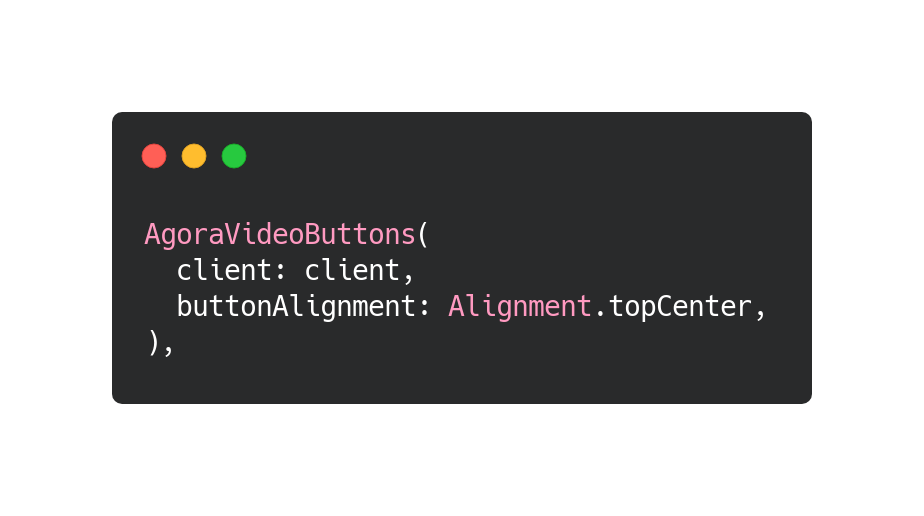 AgoraVideoButtons(
  client: client,
  buttonAlignment: Alignment.topCenter,
),